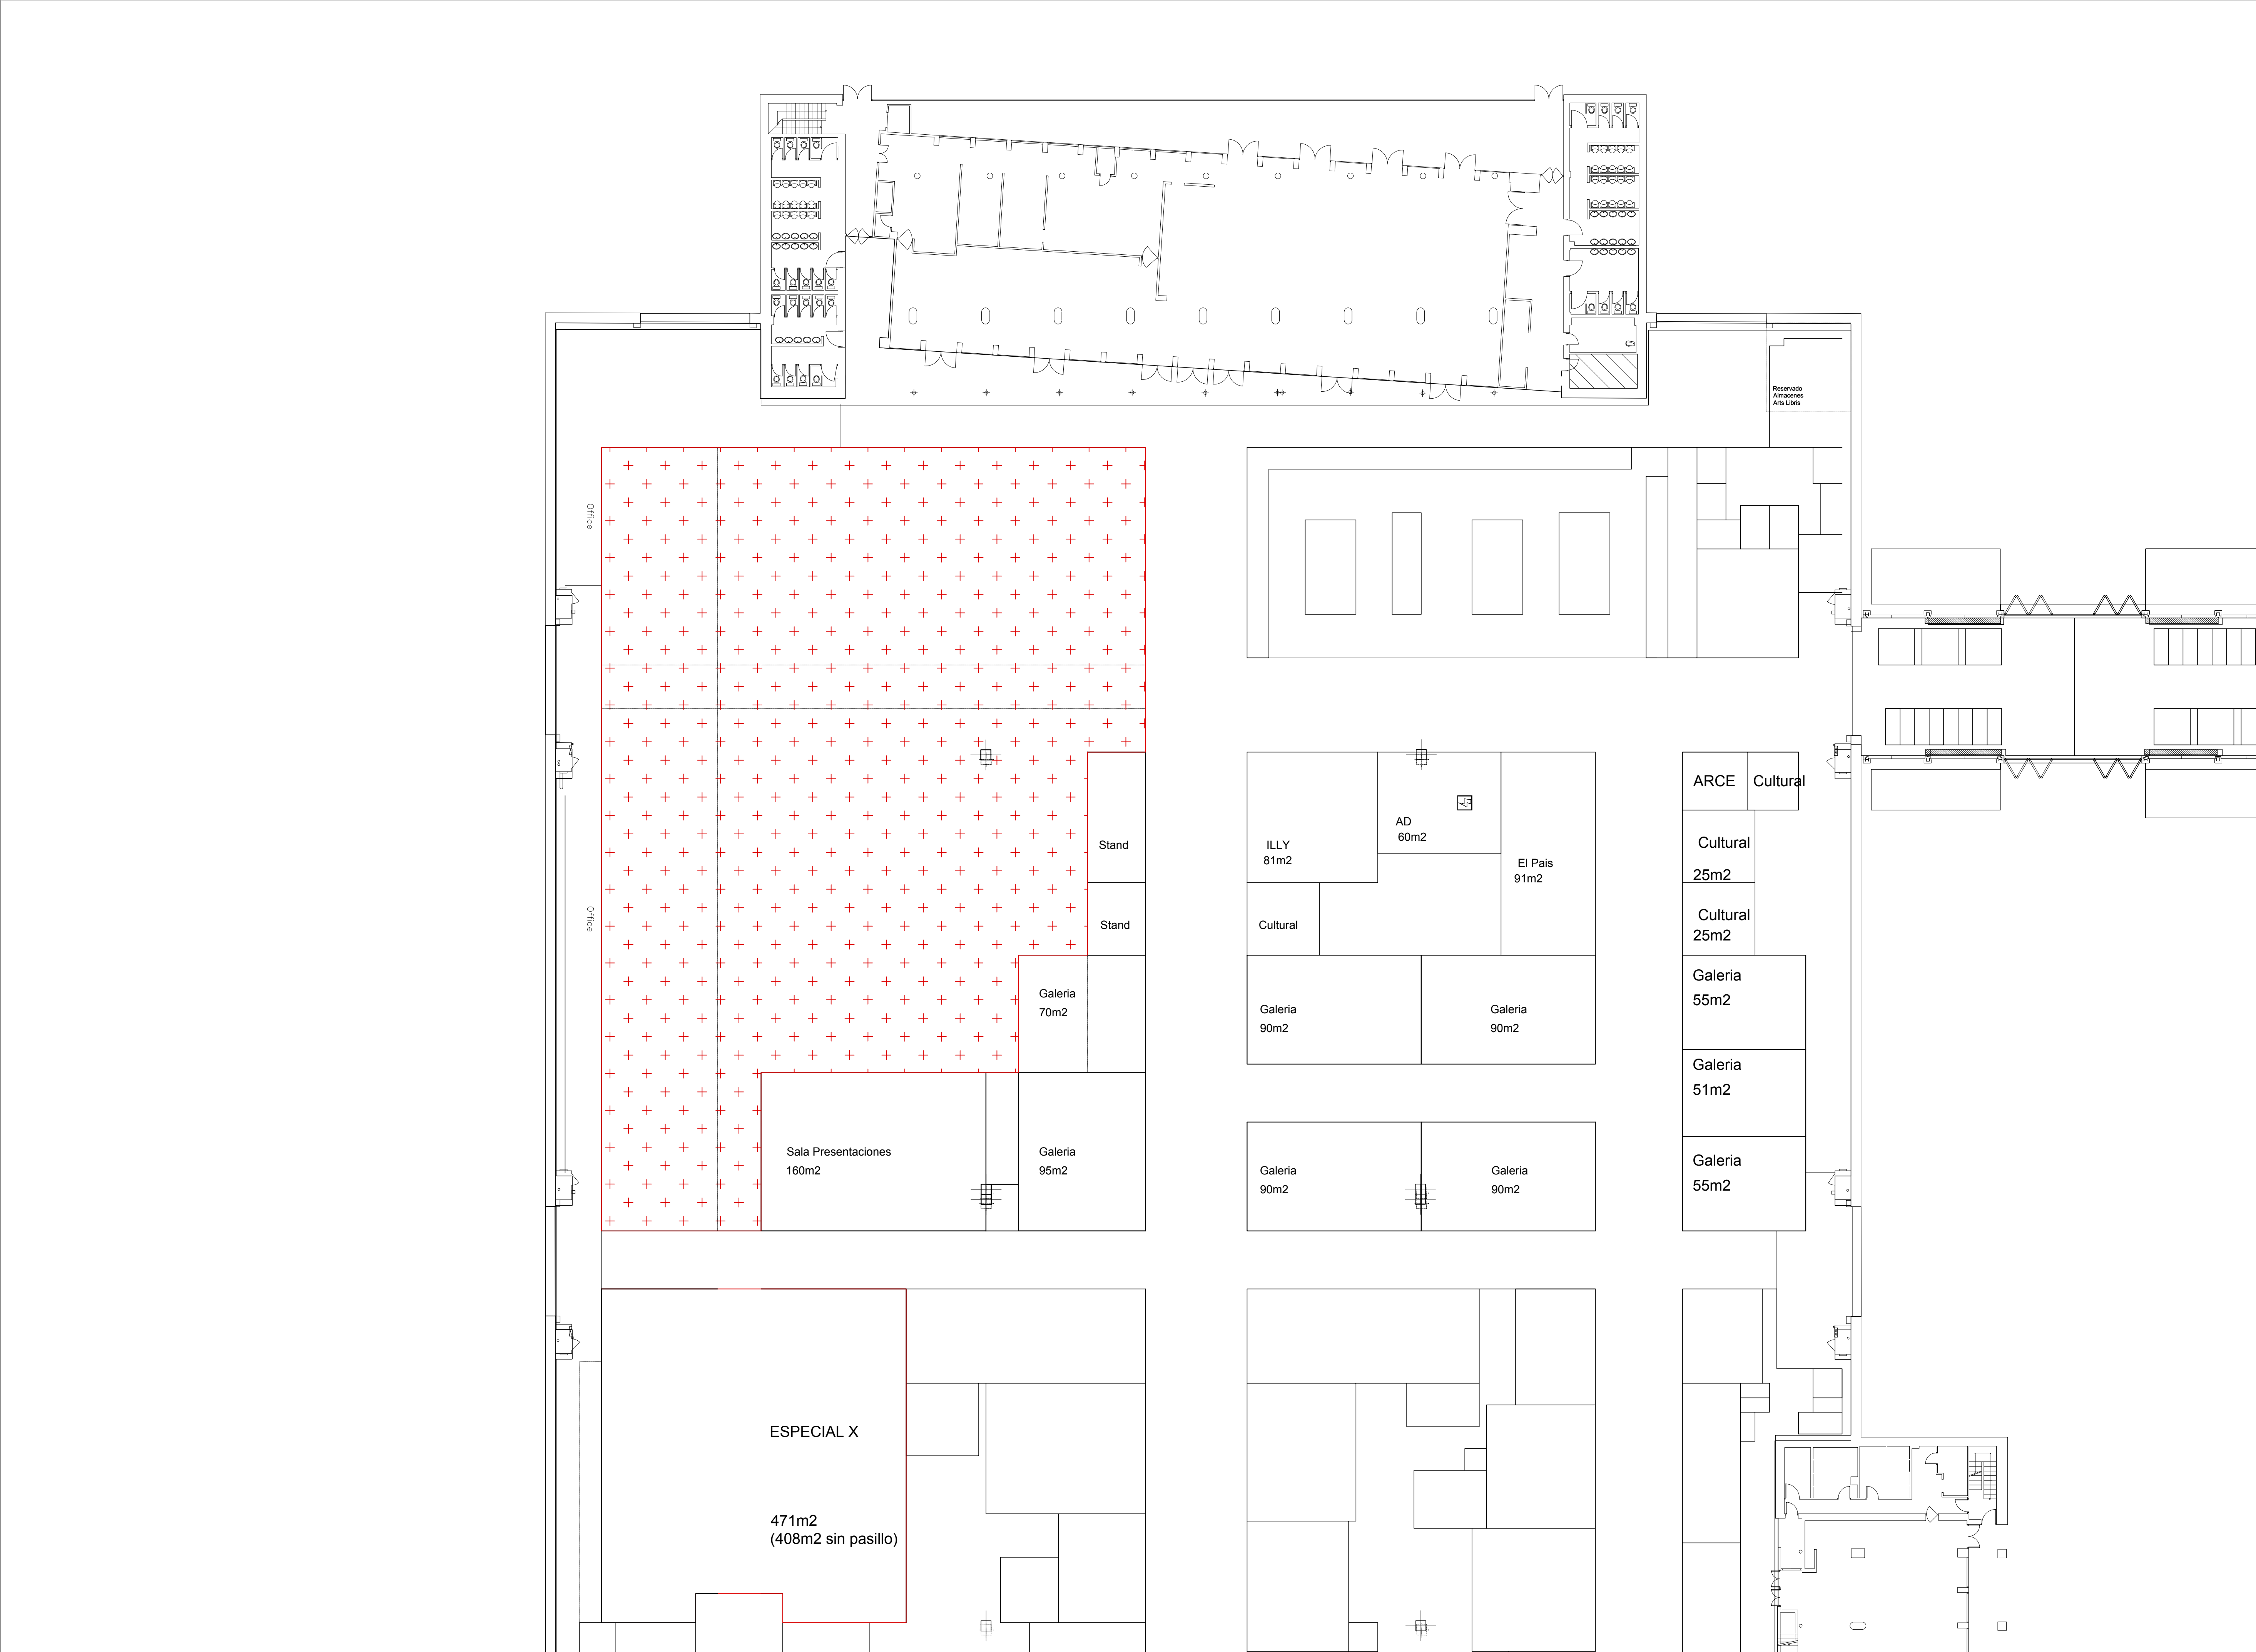 Reservado
Almacenes
Arts Libris
Office
ARCE
Cultural
AD
60m2
ILLY
81m2
Stand
El Pais
91m2
Cultural
25m2
Office
Stand
Cultural
Cultural
25m2
Galeria
70m2
Galeria
90m2
Galeria
90m2
Galeria
55m2
Galeria
51m2
Sala Presentaciones
160m2
Galeria
95m2
Galeria
90m2
Galeria
90m2
Galeria
55m2
ESPECIAL X
471m2
(408m2 sin pasillo)